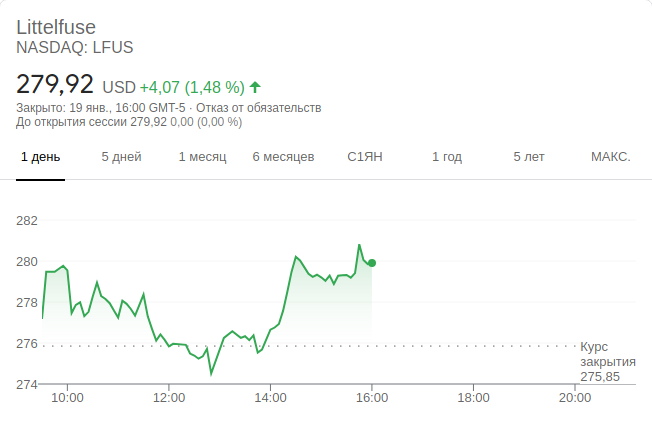 Littelfuse
NASDAQ: LFUS
279,92 USD +4,07 (1,48 %)
Закрыто: 19 янв., 16:00 GMT-5 · Отказ от обязательств
До открытия сессии 279,92 0,00 (0,00 %)
1 день 5 дней 1 месяц 6 месяцев С1ЯН 1 год 5 лет МАКС.
282
280
278
276
274
Курс
закрытия
275,85
10:00 12:00 14:00 16:00 18:00 20:00